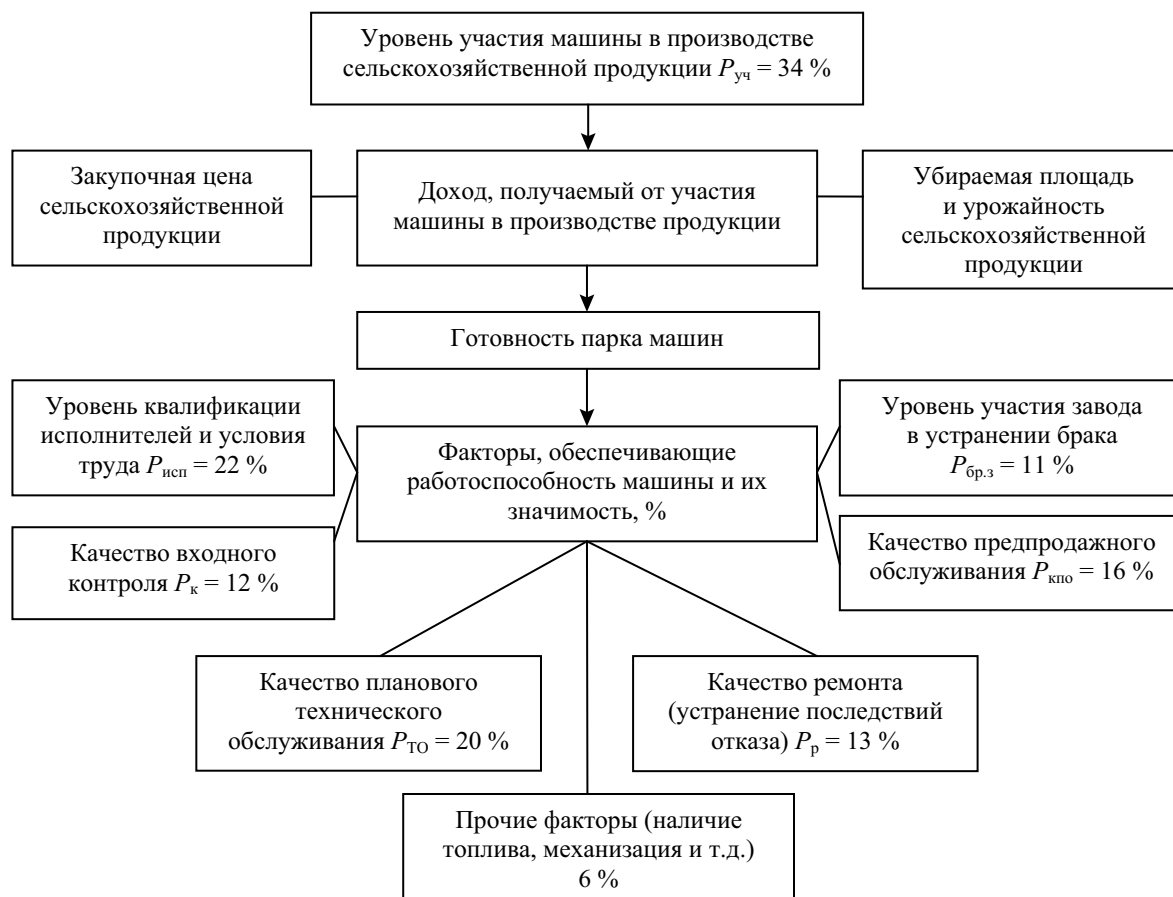 Уровень участия машины в производстве
сельскохозяйственной продукции Pуч = 34 %
Закупочная цена
сельскохозяйственной
продукции
Доход, получаемый от участия
машины в производстве продукции
Убираемая площадь
и урожайность
сельскохозяйственной
продукции
Готовность парка машин
Уровень квалификации
исполнителей и условия
труда Pисп = 22 %
Факторы, обеспечивающие
работоспособность машины и их
значимость, %
Уровень участия завода
в устранении брака
Pбр.з = 11 %
Качество входного
контроля Pк = 12 %
Качество предпродажного
обслуживания Pкпо = 16 %
Качество планового
технического
обслуживания PТО = 20 %
Качество ремонта
(устранение последствий
отказа) Pр = 13 %
Прочие факторы (наличие
топлива, механизация и т.д.)
6 %